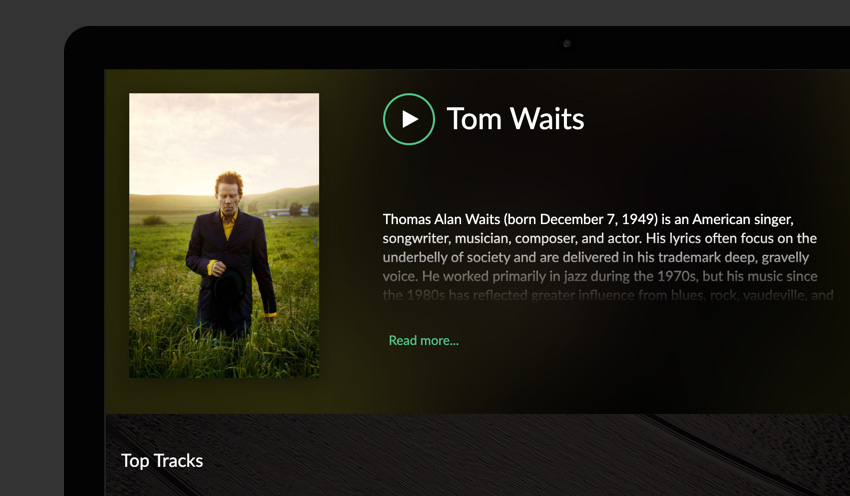 Tom Waits
Thomas Alan Waits (born December 7, 1949) is an American singer,
songwriter, musician, composer, and actor. His lyrics often focus on the
underbelly of society and are delivered in his trademark deep, gravelly
voice. He worked primarily in jazz during the 1970s, but his music since
the 1980s has reflected greater influence from blues, rock, vaudeville, and
Read more...
Top Tracks